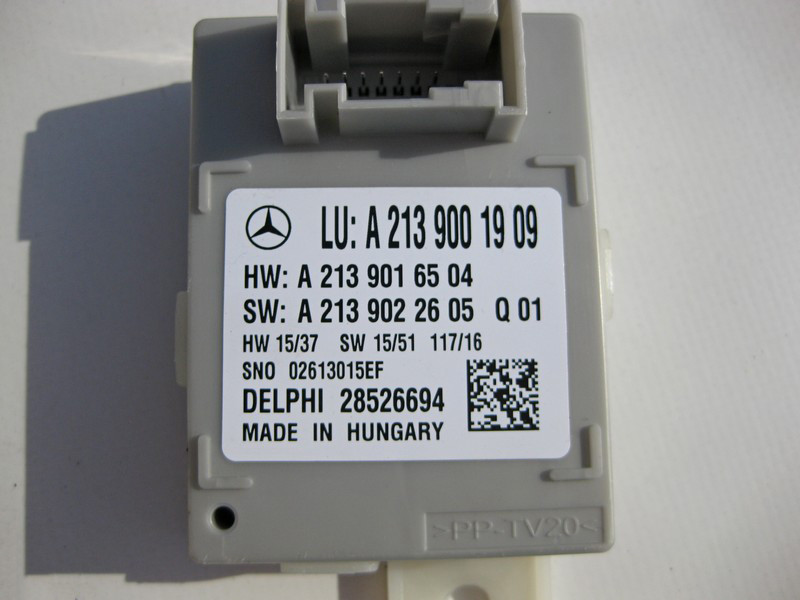 LU: A 213 900 19 09
HW: A 213 901 65 04
SW: A 213 902 26 05 Q 01
HW 15/37 SW 15/51 117/16
SNO 02613015EF
DELPHI 28526694
MADE IN HUNGARY
>PP-TV20<